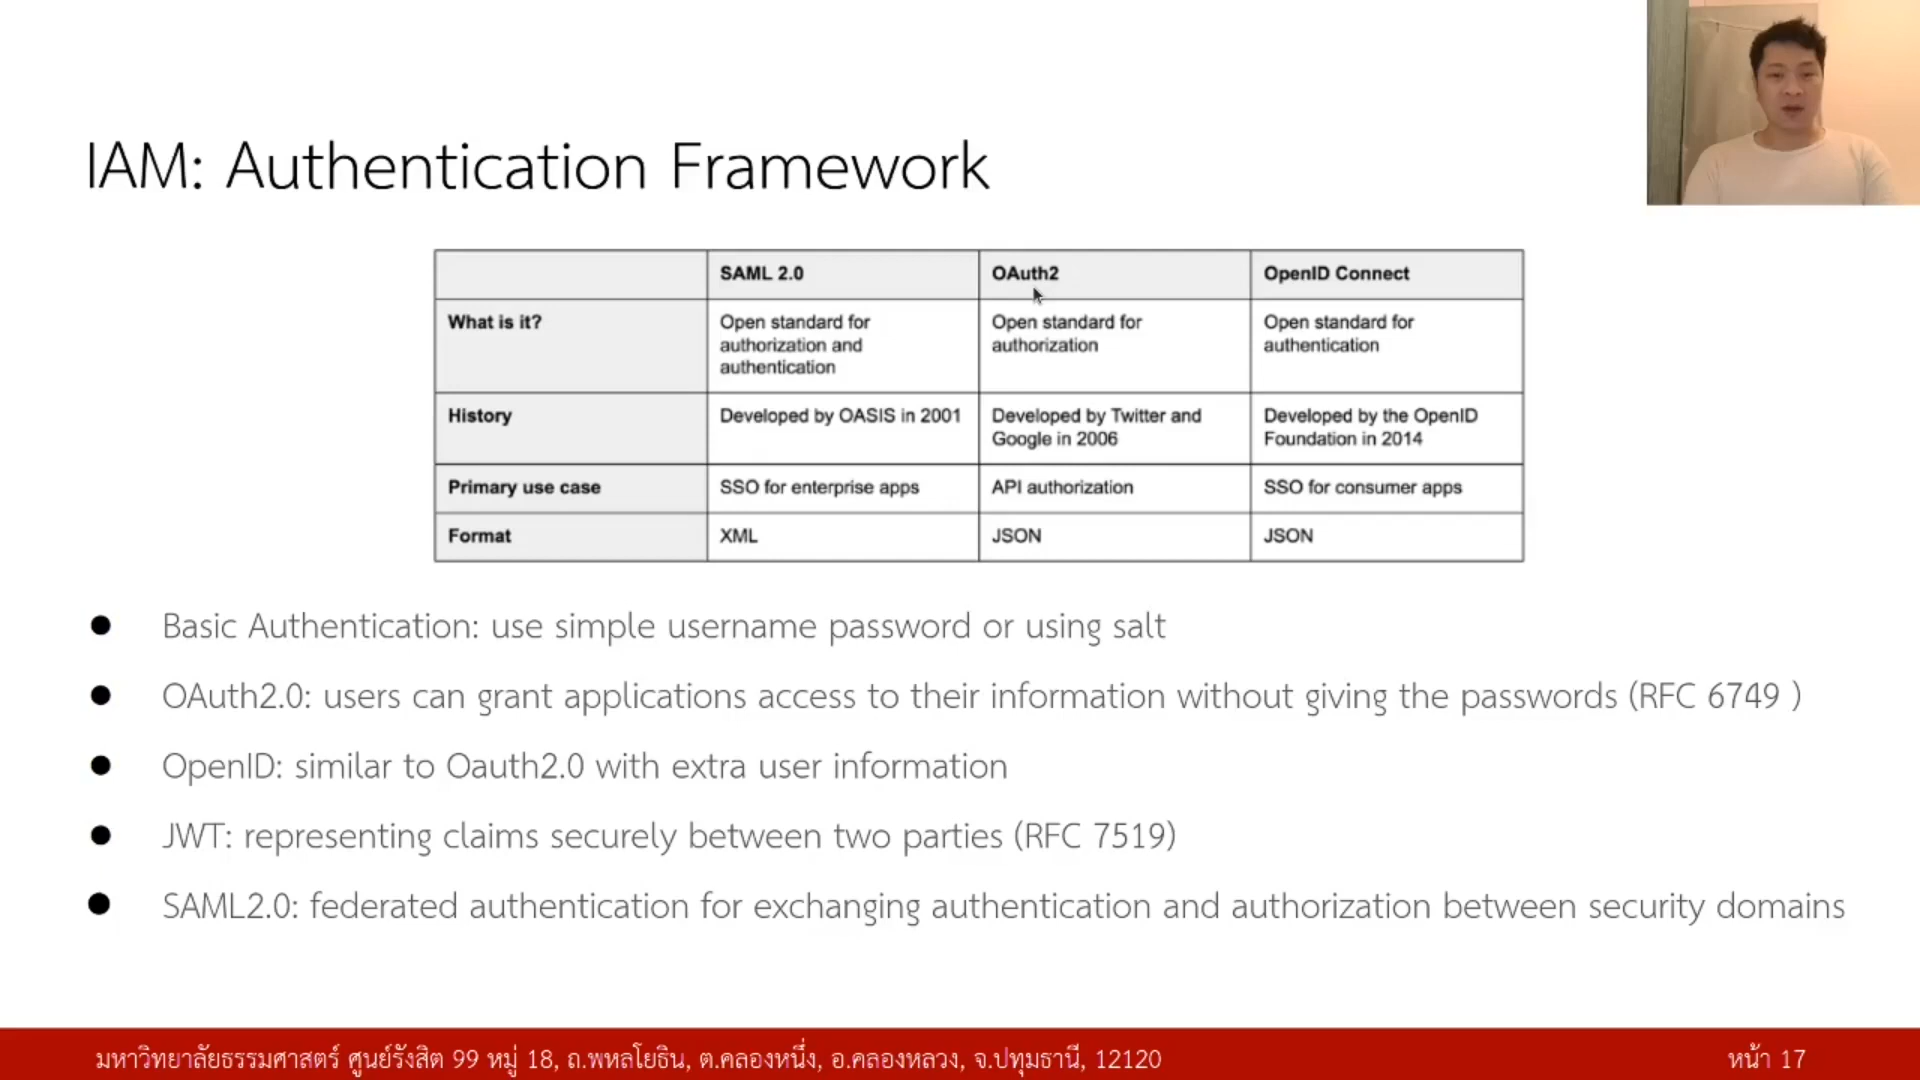 IAM: Authentication Framework
SAML 2.0
OAuth2
OpenID Connect
What is it?
Open standard for
authorization and
authentication
Open standard for
authorization
Open standard for
authentication
History
Developed by OASIS in 2001
Developed by Twitter and
Google in 2006
Developed by the OpenID
Foundation in 2014
Primary use case
SSO for enterprise apps
API authorization
SSO for consumer apps
Format
XML
JSON
JSON
● Basic Authentication: use simple username password or using salt
● OAuth2.0: users can grant applications access to their information without giving the passwords (RFC 6749 )
● OpenID: similar to Oauth2.0 with extra user information
● JWT: representing claims securely between two parties (RFC 7519)
● SAML2.0: federated authentication for exchanging authentication and authorization between security domains
มหาวิทยาลัยธรรมศาสตร์ ศูนย์รังสิต 99 หมู่ 18, ถ.พหลโยธิน, ต.คลองหนึ่ง, อ.คลองหลวง, จ.ปทุมธานี, 12120
หน้า 17